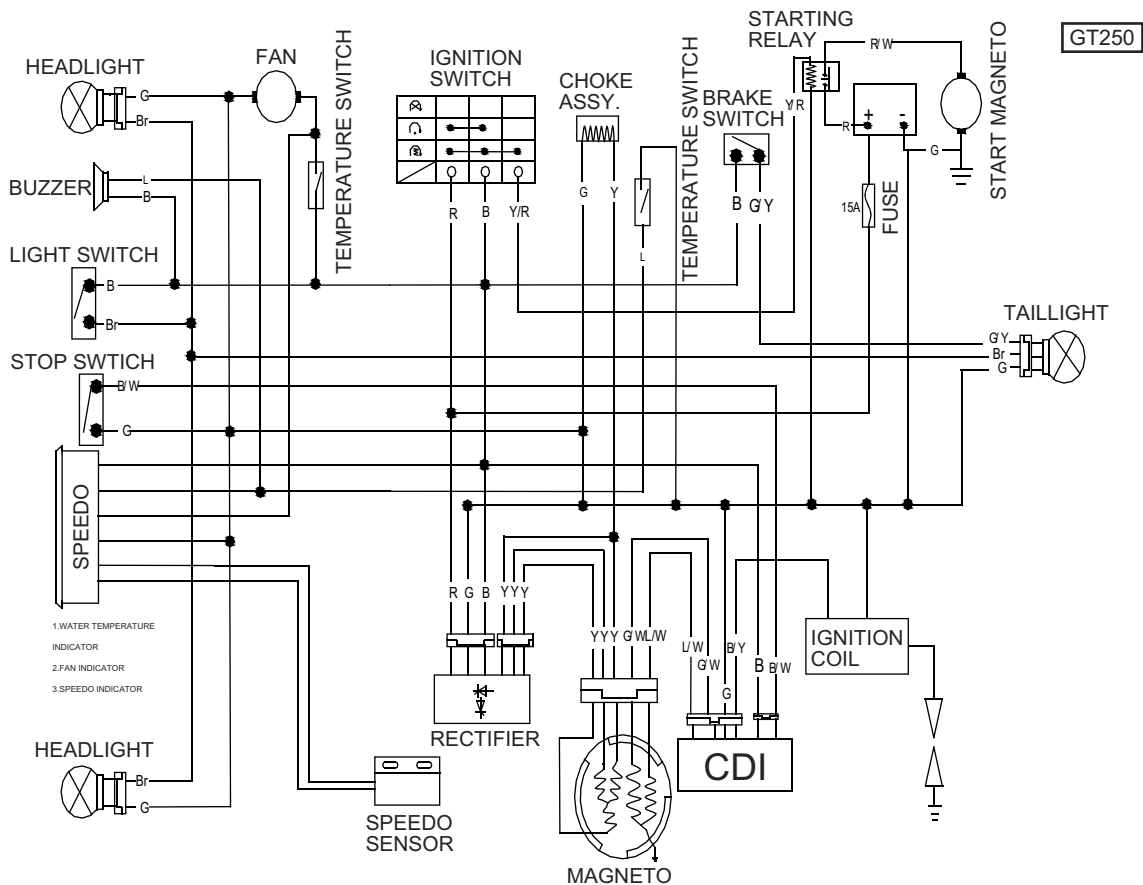 GT250
STARTING
RELAY
R/W
START MAGNETO
HEADLIGHT
G
Br
FAN
TEMPERATURE SWITCH
IGNITION
SWITCH
R
B
Y/R
CHOKE
ASSY.
G
Y
TEMPERATURE SWITCH
L
BRAKE
SWITCH
B
G/Y
Y/R
R
+
-
G
15A
FUSE
BUZZER
L
B
LIGHT SWITCH
B
Br
STOP SWTICH
B/W
G
TAILLIGHT
G/Y
Br
G
SPEEDO
1.WATER TEMPERATURE
INDICATOR
2.FAN INDICATOR
3.SPEEDO INDICATOR
R
G
B
Y
Y
Y
RECTIFIER
Y
Y
Y
G/W
L/W
MAGNETO
L/W
G/W
G
B/Y
B
B/W
CDI
IGNITION
COIL
HEADLIGHT
Br
G
SPEEDO
SENSOR